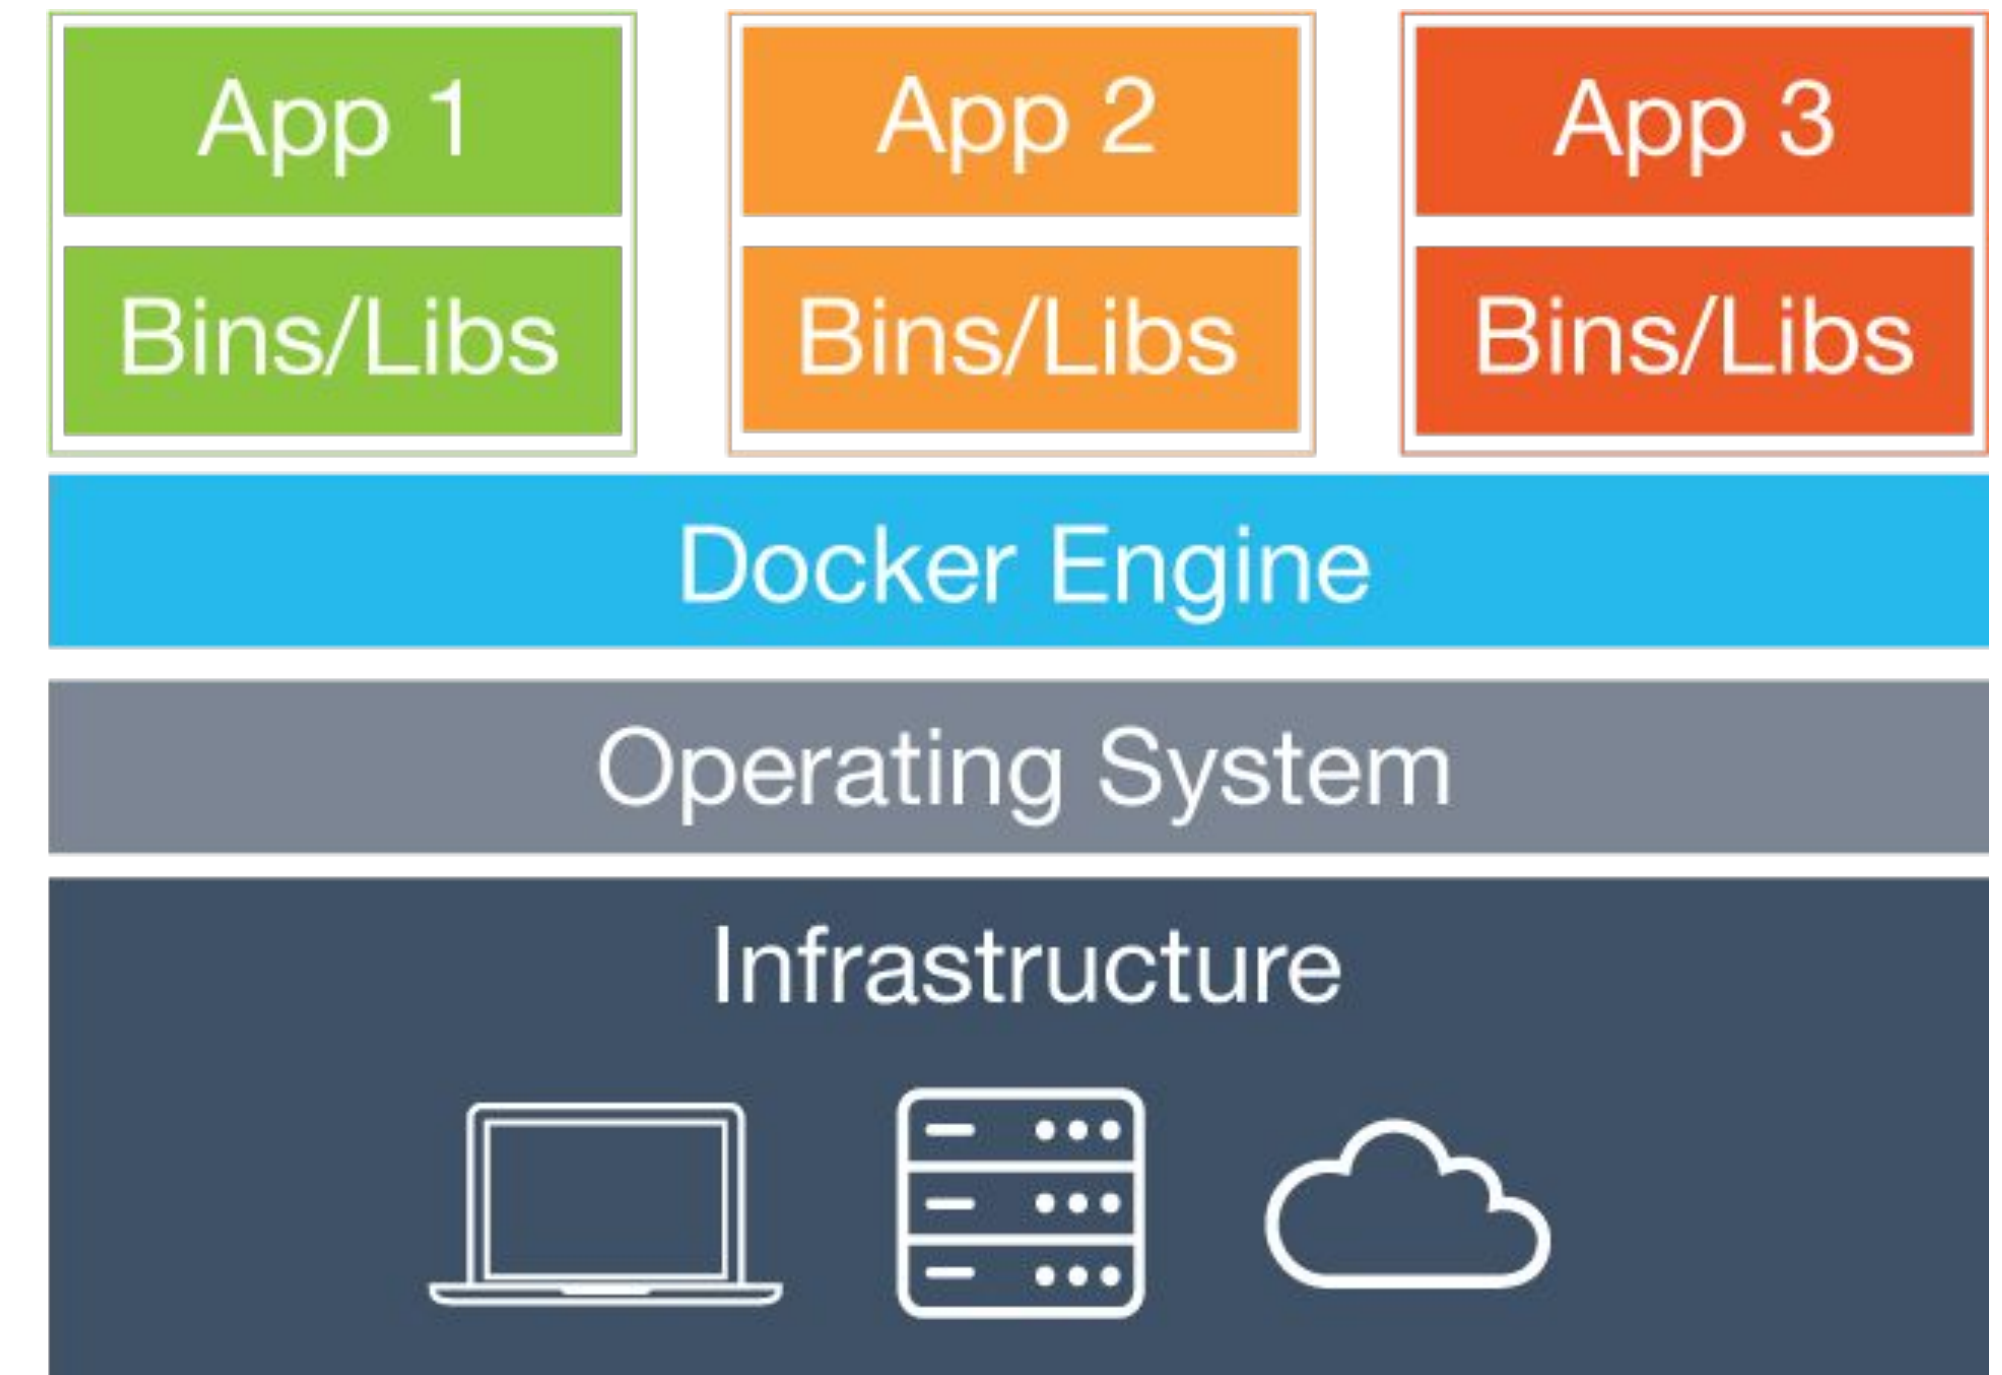 App 1
App 2
App 3
Bins/Libs
Bins/Libs
Bins/Libs
Docker Engine
Operating System
Infrastructure